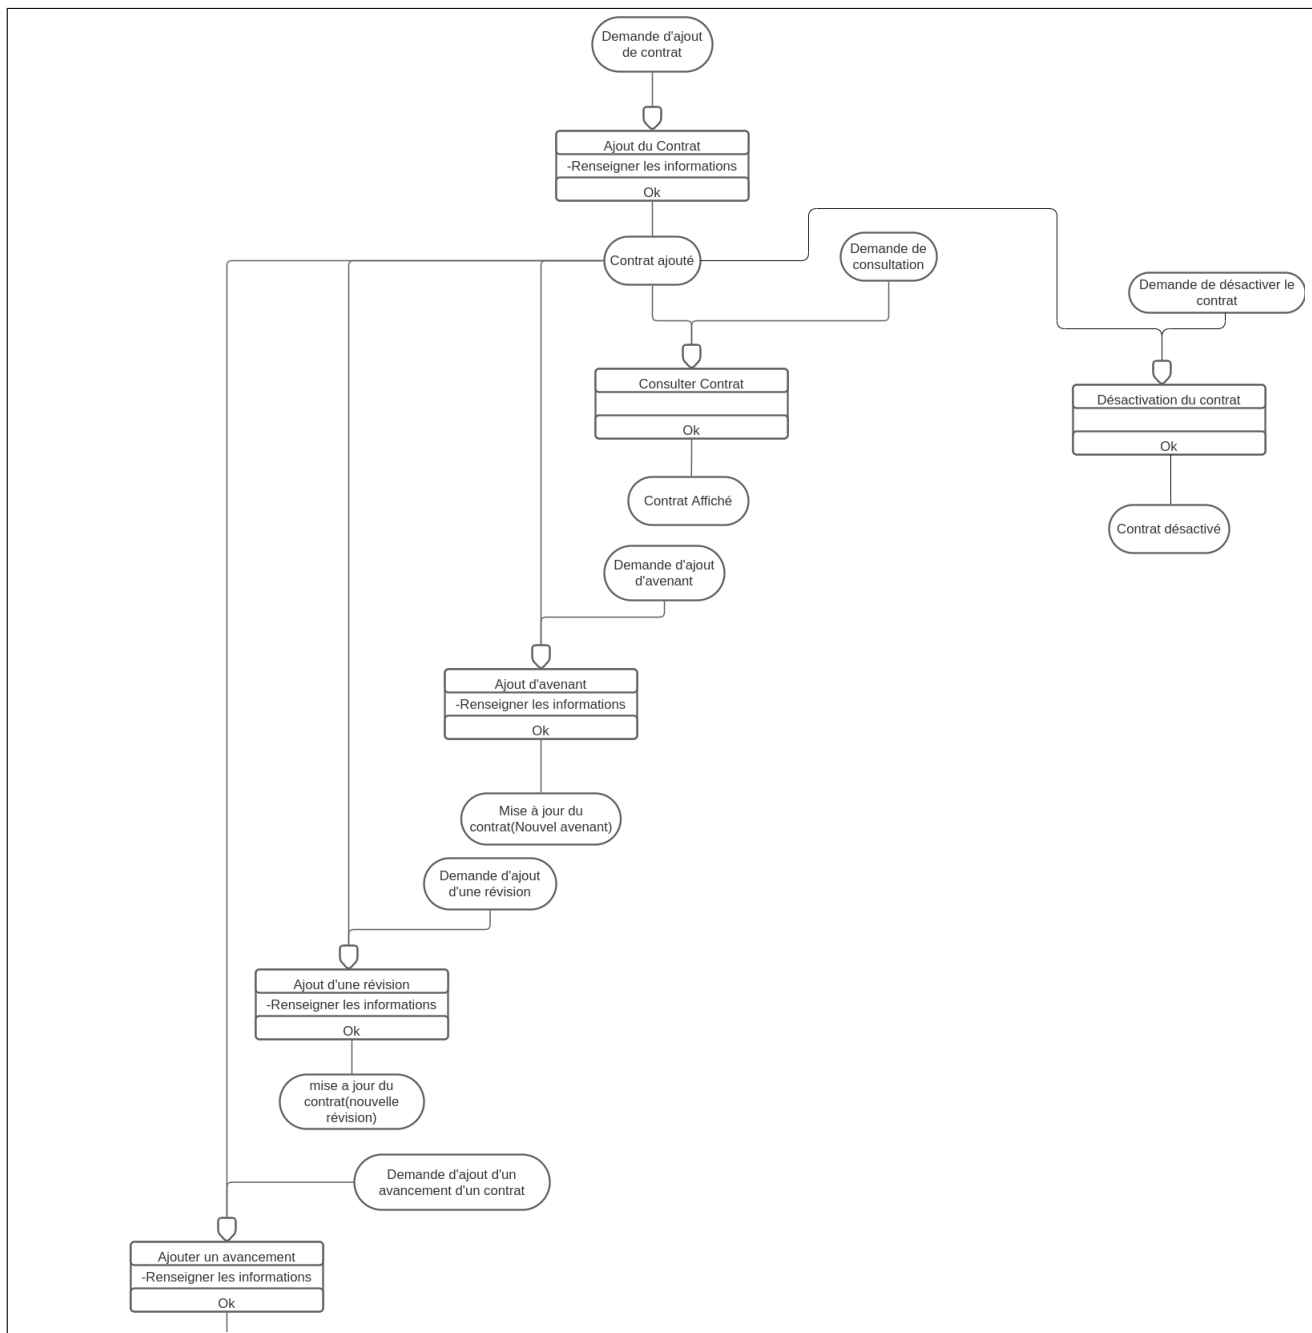 Demande d'ajout
de contrat
Ajout du Contrat
-Renseigner les informations
Ok
Contrat ajouté
Demande de
consultation
Demande de désactiver le
contrat
Consulter Contrat
Ok
Désactivation du contrat
Ok
Contrat Affiché
Contrat désactivé
Demande d'ajout
d'avenant
Ajout d'avenant
-Renseigner les informations
Ok
Mise à jour du
contrat(Nouvel avenant)
Demande d'ajout
d'une révision
Ajout d'une révision
-Renseigner les informations
Ok
mise a jour du
contrat(nouvelle
révision)
Demande d'ajout d'un
avancement d'un contrat
Ajouter un avancement
-Renseigner les informations
Ok